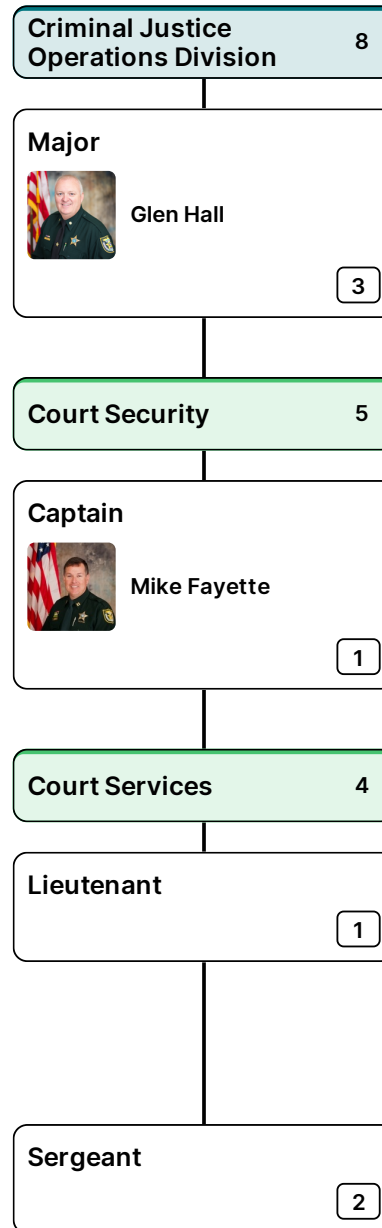 Criminal Justice
Operations Division 8
Major
Glen Hall
3
Court Security 5
Captain
Mike Fayette
1
Court Services 4
Lieutenant
1
Sergeant
2